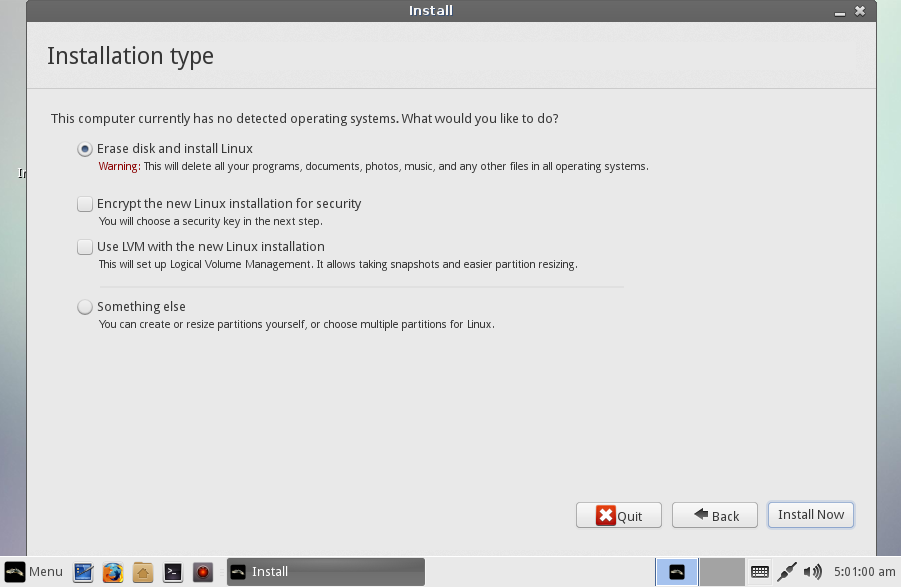 Install
Installation type
This computer currently has no detected operating systems. What would you like to do?
Erase disk and install Linux
Warning: This will delete all your programs, documents, photos, music, and any other files in all operating systems.
Encrypt the new Linux installation for security
You will choose a security key in the next step.
Use LVM with the new Linux installation
This will set up Logical Volume Management. It allows taking snapshots and easier partition resizing.
Something else
You can create or resize partitions yourself, or choose multiple partitions for Linux.
Quit Back Install Now
Menu Install 5:01:00 am